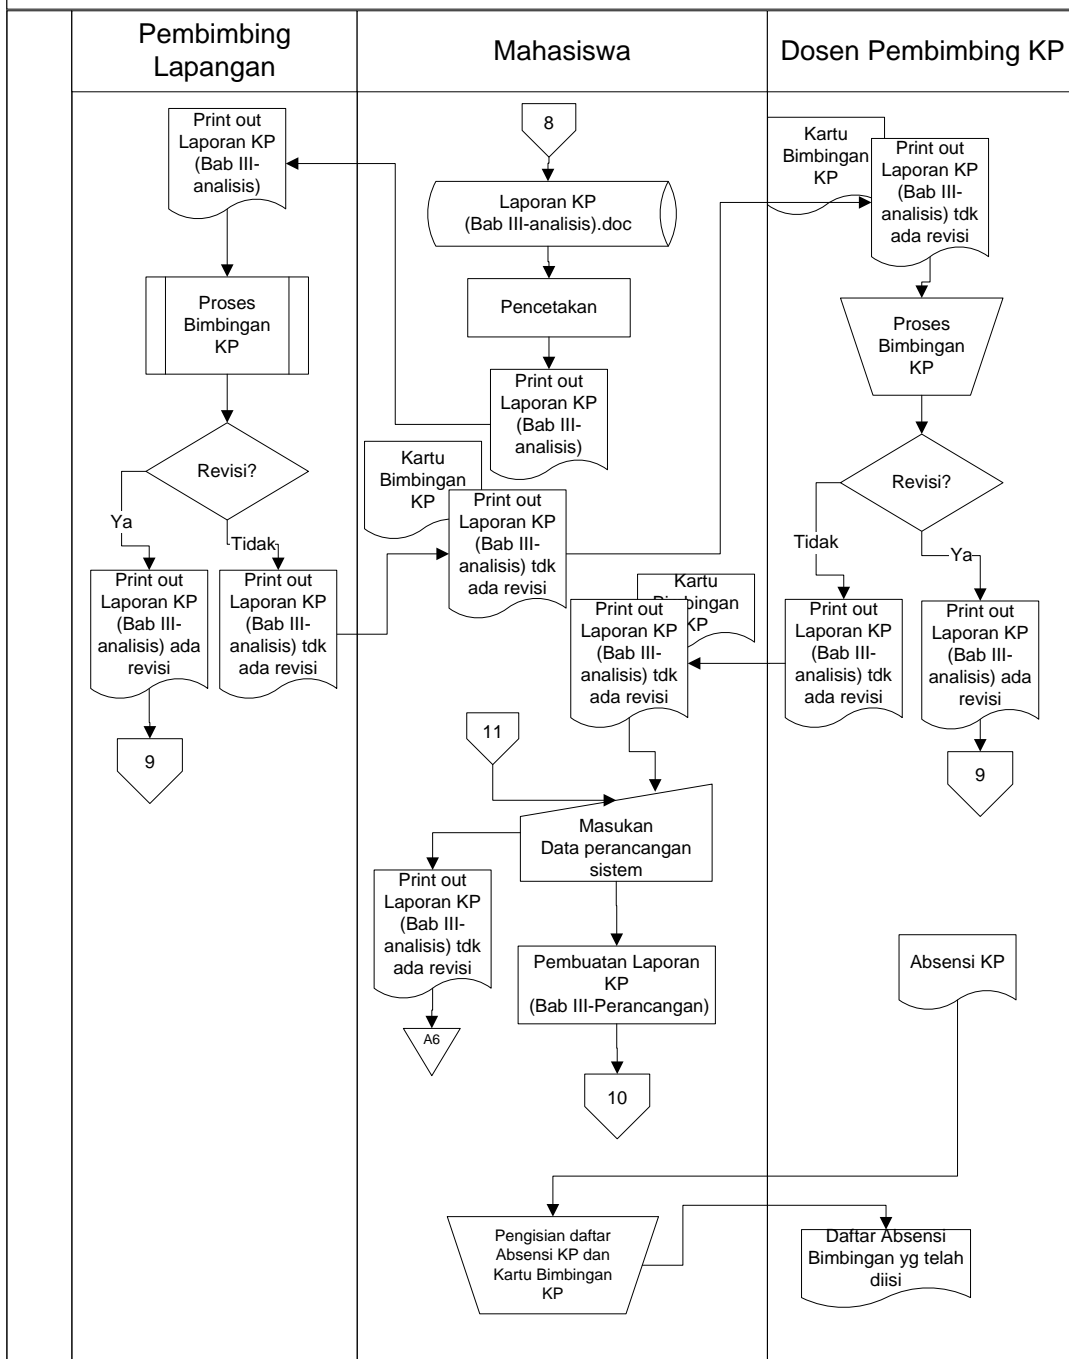 Pembimbing
Lapangan
Mahasiswa
Dosen Pembimbing KP
Print out
Laporan KP
(Bab III-
analisis)
Proses
Bimbingan
KP
Revisi?
Ya
Tidak
Print out
Laporan KP
(Bab III-
analisis) ada
revisi
Print out
Laporan KP
(Bab III-
analisis) tdk
ada revisi
9
8
Laporan KP
(Bab III-analisis).doc
Pencetakan
Print out
Laporan KP
(Bab III-
analisis)
Kartu
Bimbingan
KP
Print out
Laporan KP
(Bab III-
analisis) tdk
ada revisi
Kartu
Bimbingan
KP
Print out
Laporan KP
(Bab III-
analisis) tdk
ada revisi
11
Masukan
Data perancangan
sistem
Print out
Laporan KP
(Bab III-
analisis) tdk
ada revisi
A6
Pembuatan Laporan
KP
(Bab III-Perancangan)
10
Pengisian daftar
Absensi KP dan
Kartu Bimbingan
KP
Kartu
Bimbingan
KP
Print out
Laporan KP
(Bab III-
analisis) tdk
ada revisi
Proses
Bimbingan
KP
Revisi?
Tidak
Ya
Print out
Laporan KP
(Bab III-
analisis) tdk
ada revisi
Print out
Laporan KP
(Bab III-
analisis) ada
revisi
9
Absensi KP
Daftar Absensi
Bimbingan yg telah
diisi